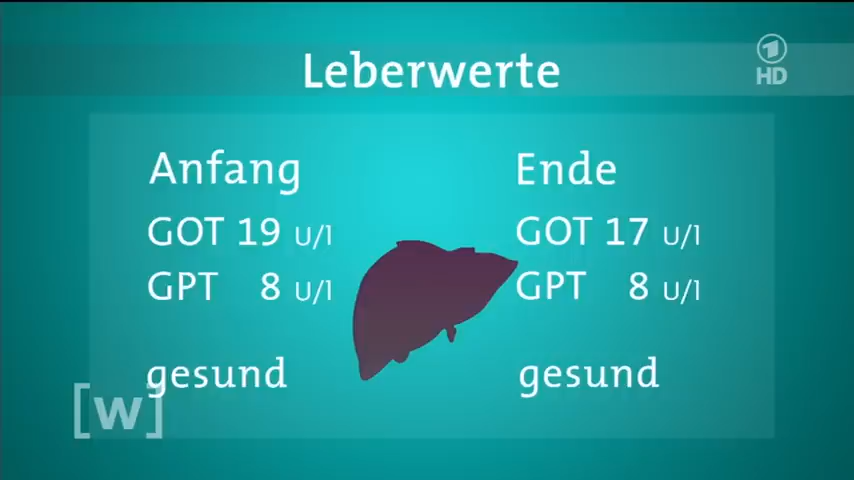 Leberwerte
1
HD
Anfang
GOT 19 U/l
GPT 8 U/l
gesund
Ende
GOT 17 U/l
GPT 8 U/l
gesund
[w]